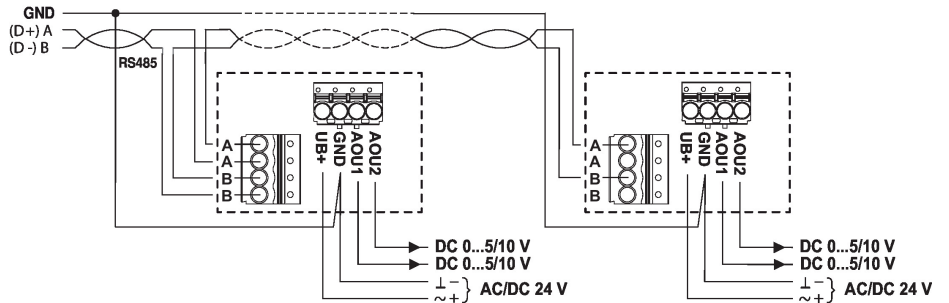 GND
(D+) A
(D -) B
RS485
UB+
GND
AOU1
AOU2
A
A
B
B
DC 0...5/10 V
DC 0...5/10 V
⊥ −
~ + } AC/DC 24 V
UB+
GND
AOU1
AOU2
A
A
B
B
DC 0...5/10 V
DC 0...5/10 V
⊥ −
~ + } AC/DC 24 V